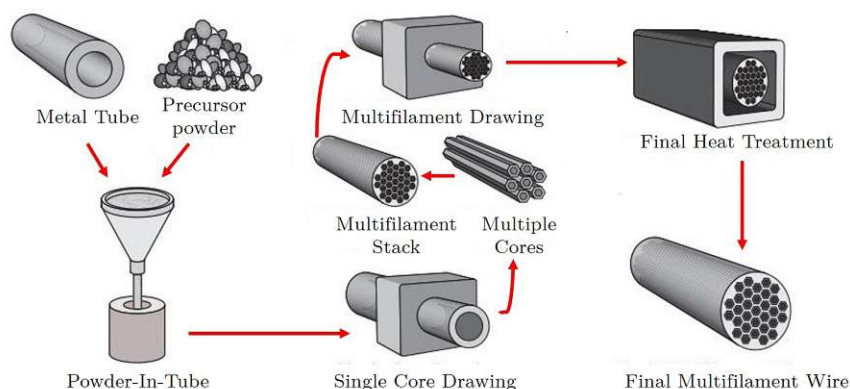 Metal Tube
Precursor
powder
Multifilament Drawing
Final Heat Treatment
Multifilament
Stack
Multiple
Cores
Powder-In-Tube
Single Core Drawing
Final Multifilament Wire